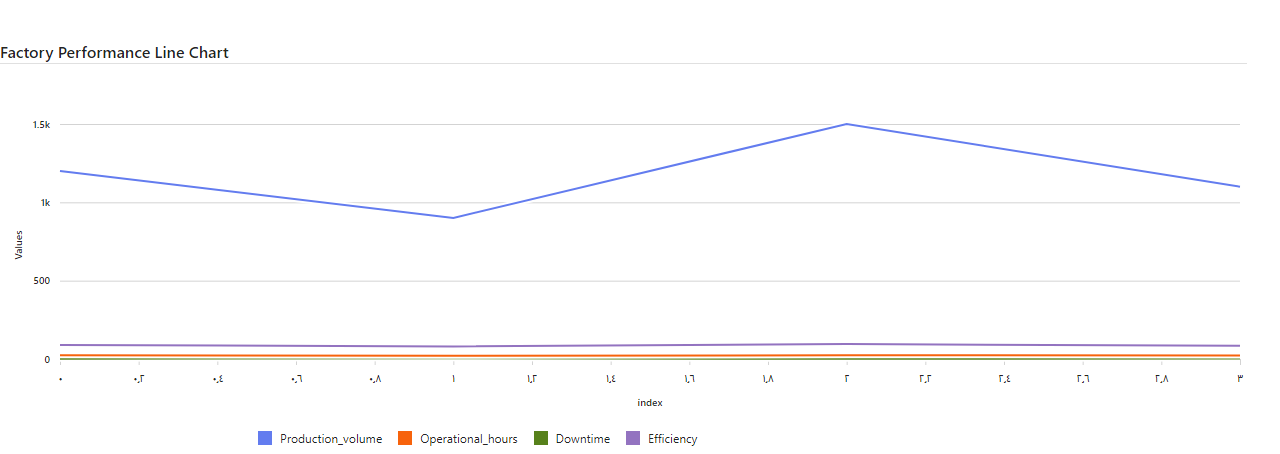 Factory Performance Line Chart
1.5k
1k
Values
500
0
٠ ٠٫٢ ٠٫٤ ٠٫٦ ٠٫٨ ١ ١٫٢ ١٫٤ ١٫٦ ١٫٨ ٢ ٢٫٢ ٢٫٤ ٢٫٦ ٢٫٨ ٣
index
Production_volume Operational_hours Downtime Efficiency